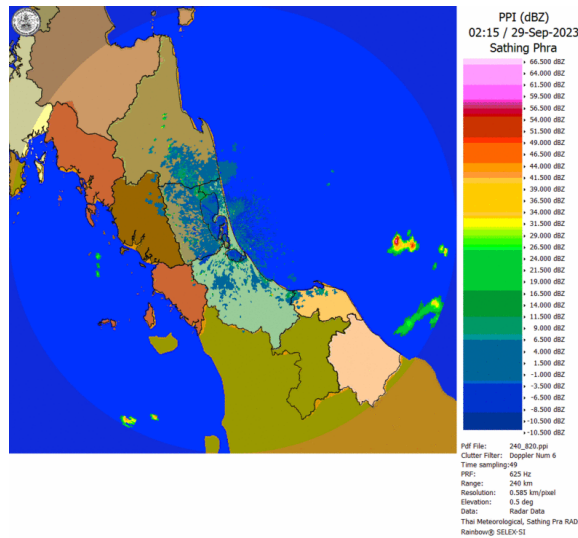 PPI (dBZ)
02:15 / 29-Sep-2023
Sathing Phra
66.500 dBZ
64.000 dBZ
61.500 dBZ
59.000 dBZ
56.500 dBZ
54.000 dBZ
51.500 dBZ
49.000 dBZ
46.500 dBZ
44.000 dBZ
41.500 dBZ
39.000 dBZ
36.500 dBZ
34.000 dBZ
31.500 dBZ
29.000 dBZ
26.500 dBZ
24.000 dBZ
21.500 dBZ
19.000 dBZ
16.500 dBZ
14.000 dBZ
11.500 dBZ
9.000 dBZ
6.500 dBZ
4.000 dBZ
1.500 dBZ
-1.000 dBZ
-3.500 dBZ
-6.000 dBZ
-8.500 dBZ
-10.500 dBZ
-10.500 dBZ
Pdf File: 240_820.ppi
Clutter Filter: Doppler Num 6
Time sampling:49
PRF: 625 Hz
Range: 240 km
Resolution: 0.585 km/pixel
Elevation: 0.5 deg
Data: Radar Data
Thai Meteorological, Sathing Pra RAD
Rainbow® SELEX-SI